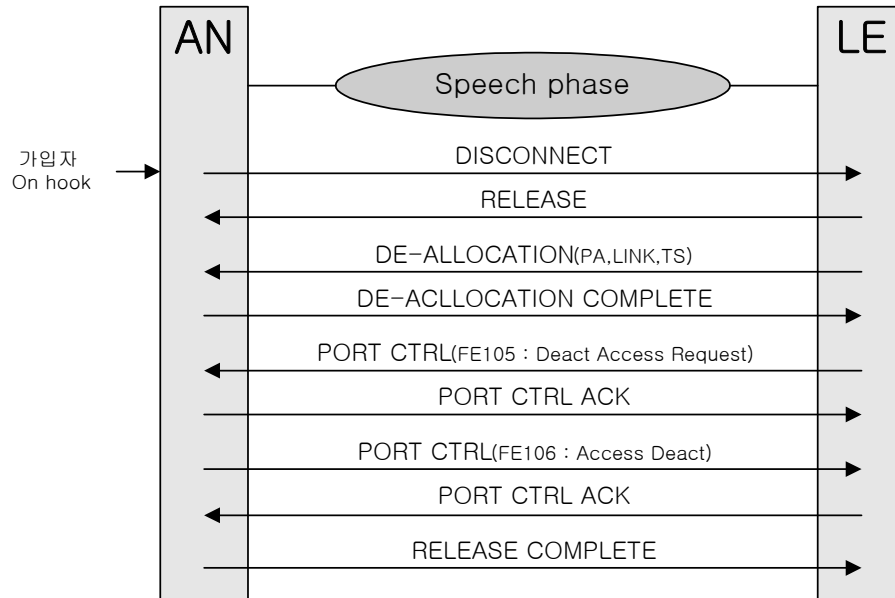 AN
LE
Speech phase
가입자
On hook
DISCONNECT
RELEASE
DE-ALLOCATION(PA,LINK,TS)
DE-ACLLOCATION COMPLETE
PORT CTRL(FE105 : Deact Access Request)
PORT CTRL ACK
PORT CTRL(FE106 : Access Deact)
PORT CTRL ACK
RELEASE COMPLETE